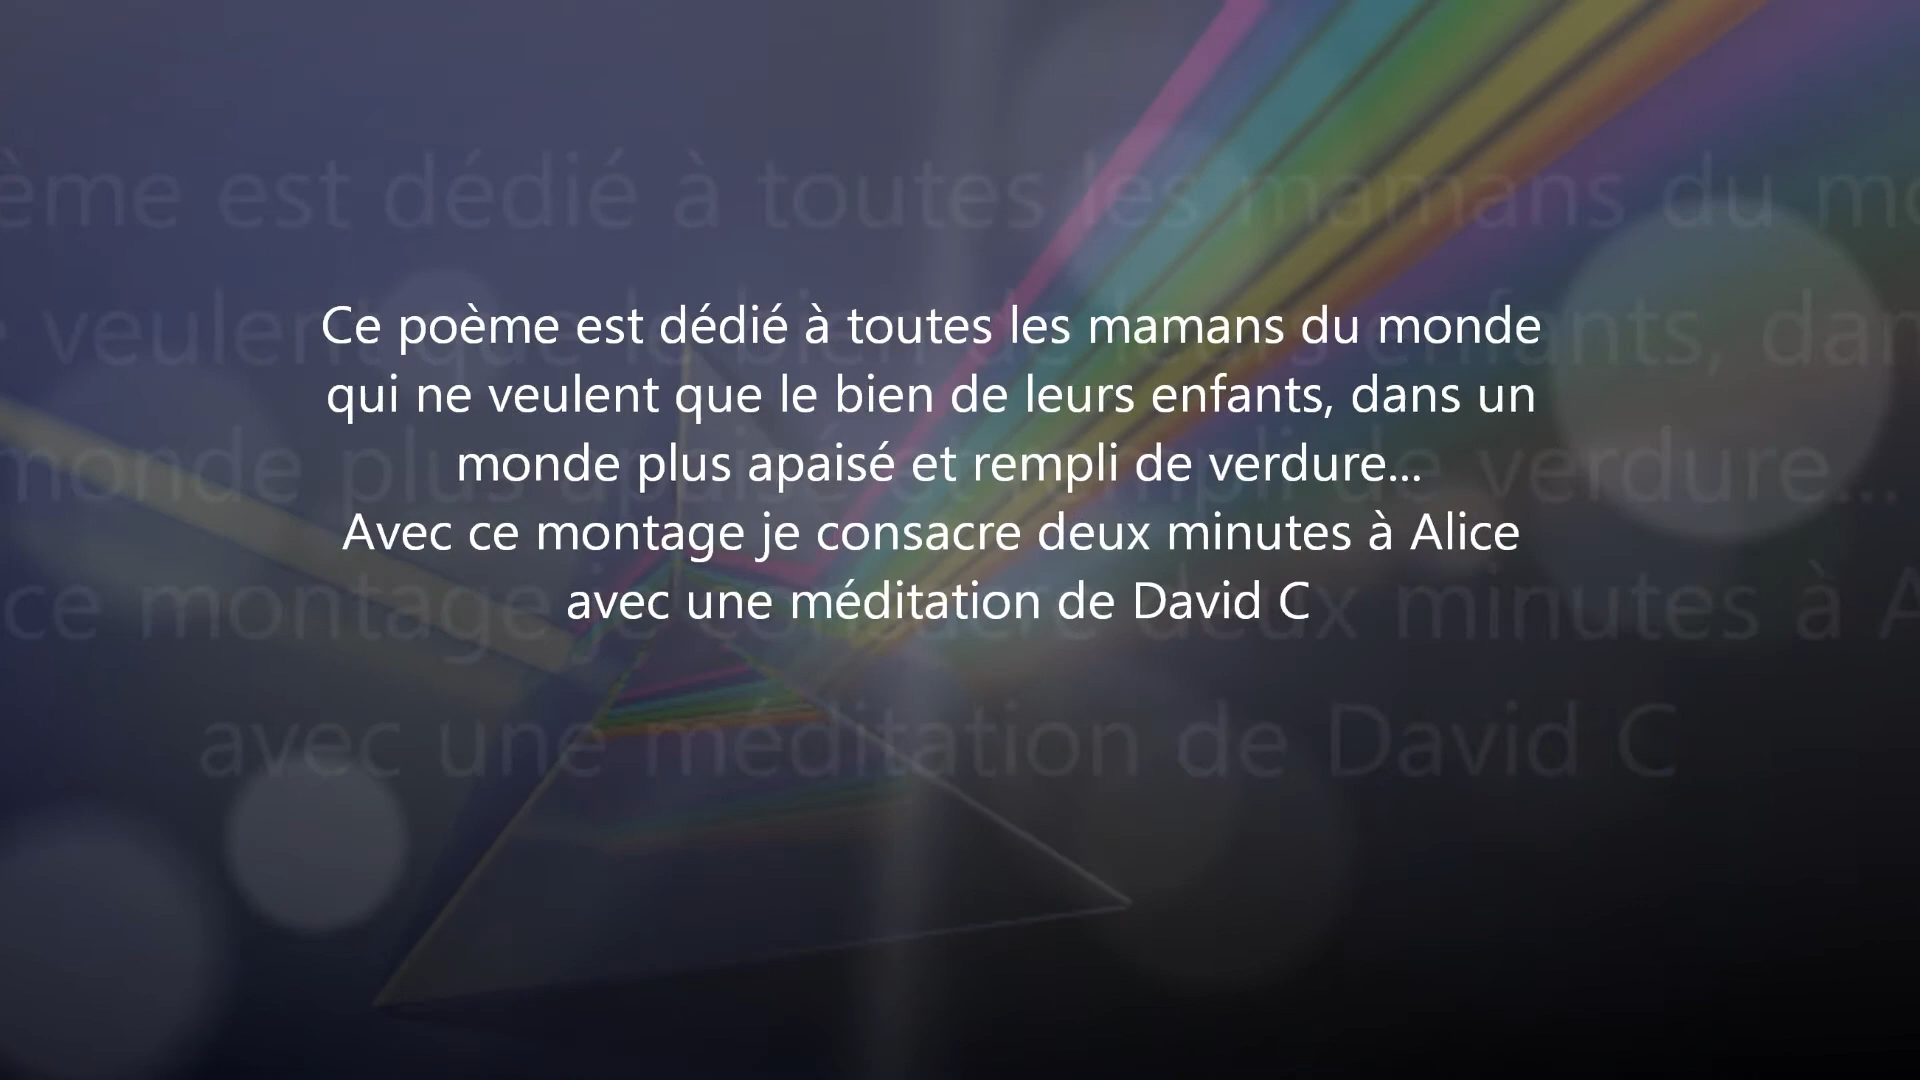 Ce poème est dédié à toutes les mamans du monde
qui ne veulent que le bien de leurs enfants, dans un
monde plus apaisé et rempli de verdure...
Avec ce montage je consacre deux minutes à Alice
avec une méditation de David C